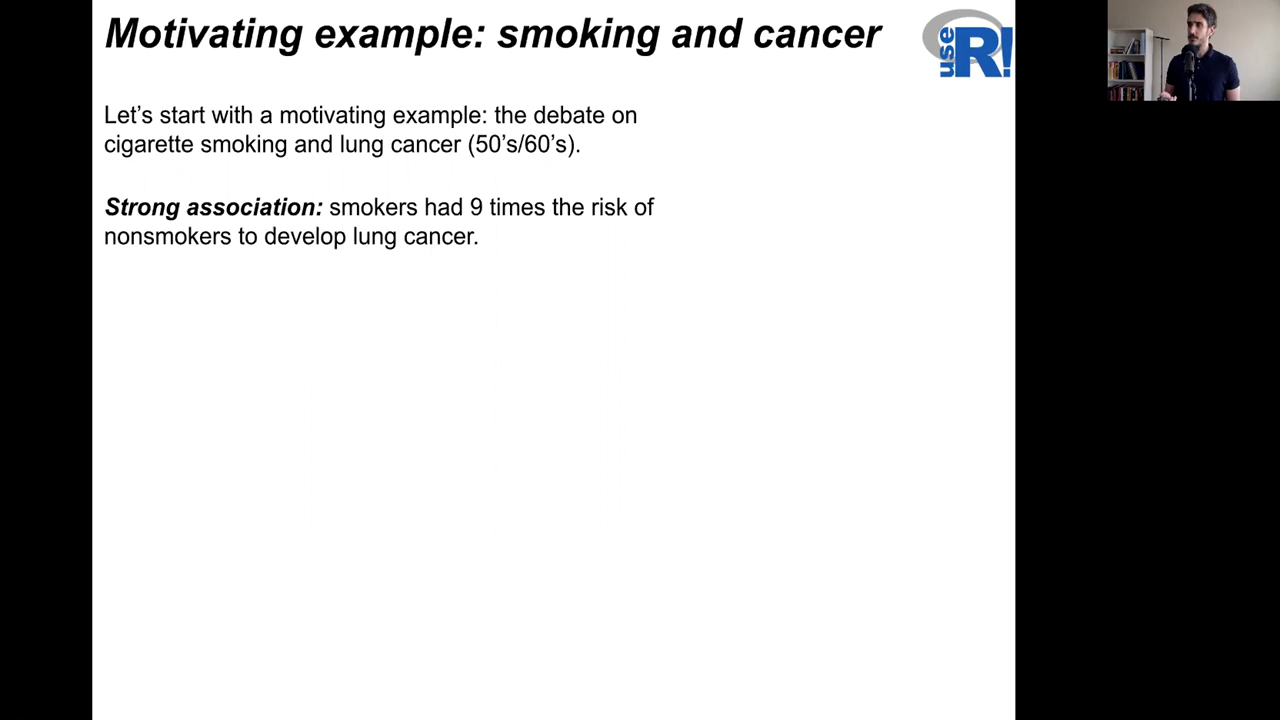 Motivating example: smoking and cancer
use R!
Let's start with a motivating example: the debate on
cigarette smoking and lung cancer (50's/60's).
Strong association: smokers had 9 times the risk of
nonsmokers to develop lung cancer.